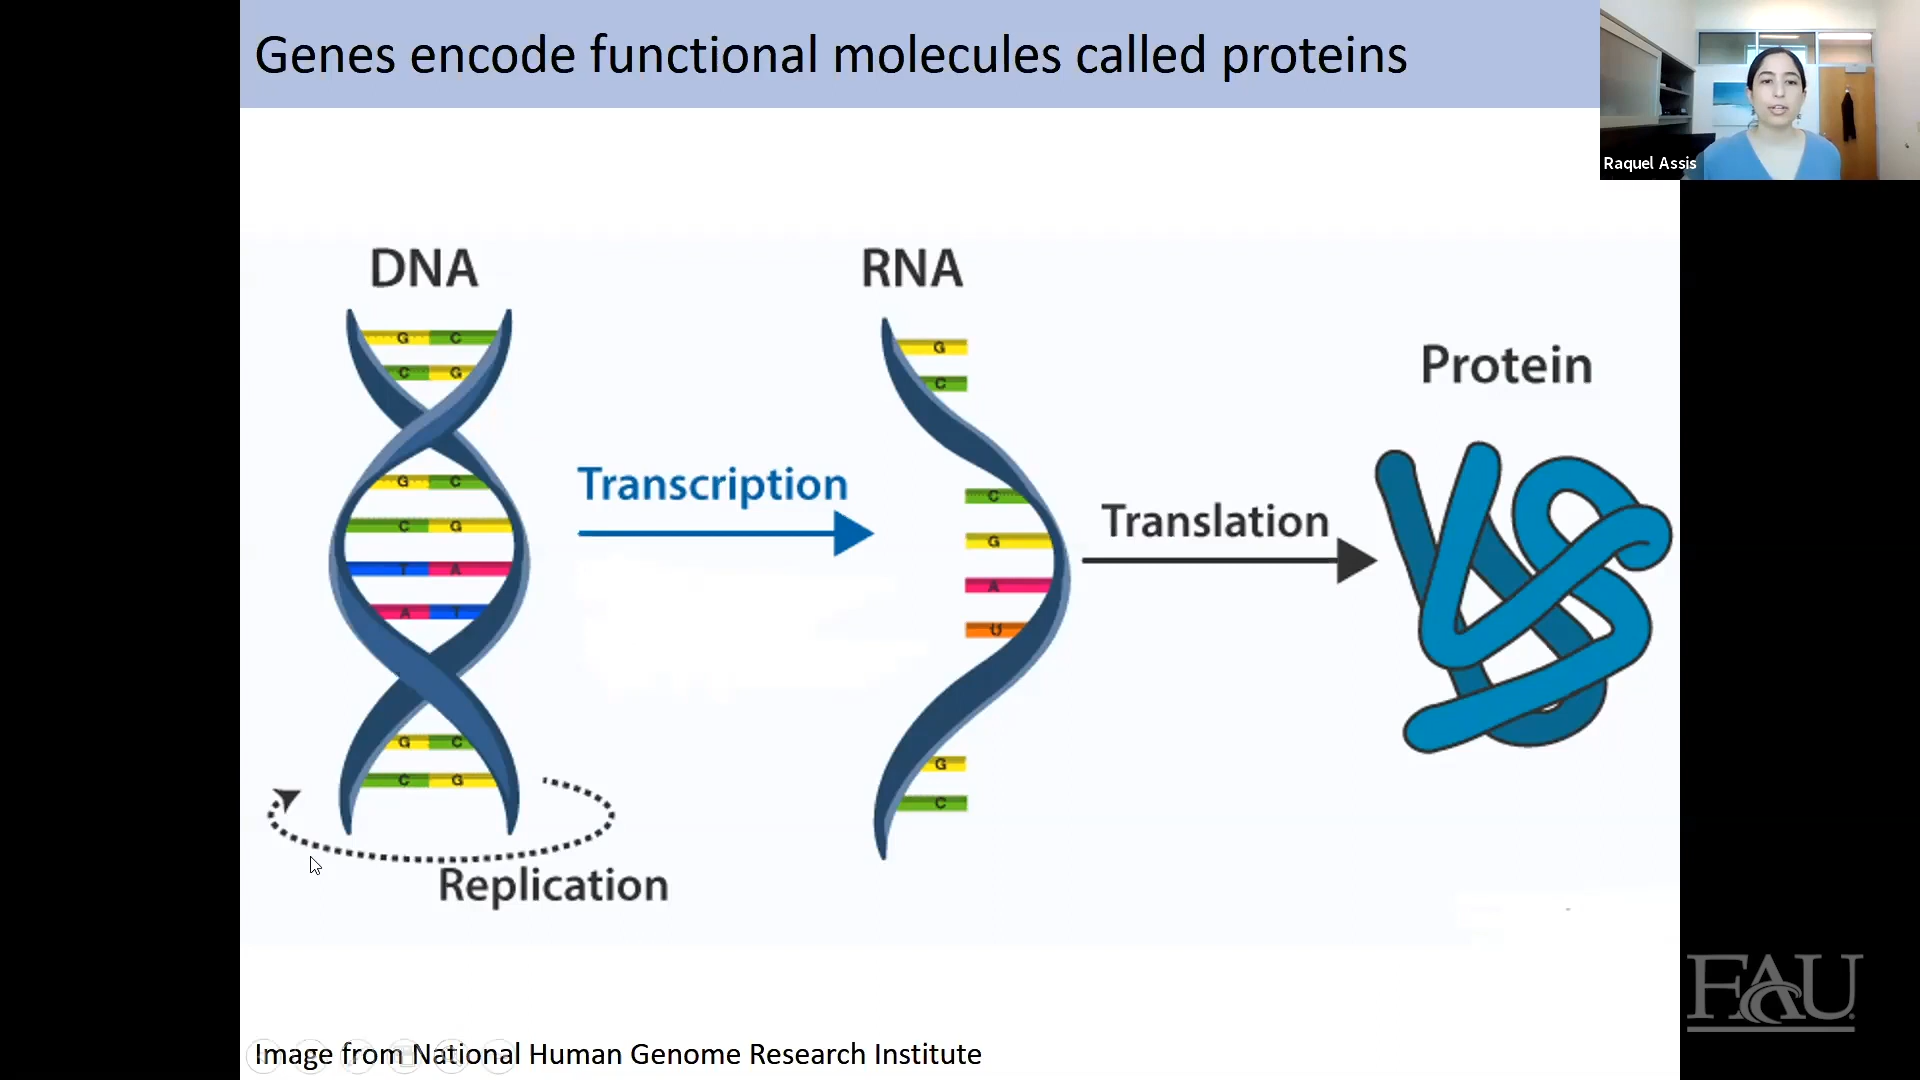 Genes encode functional molecules called proteins
Raquel Assis
DNA
G C
C G
G C
C G
T A
A T
G C
C G
Replication
Transcription
RNA
G
C
C
G
A
U
G
C
Translation
Protein
FAU
Image from National Human Genome Research Institute